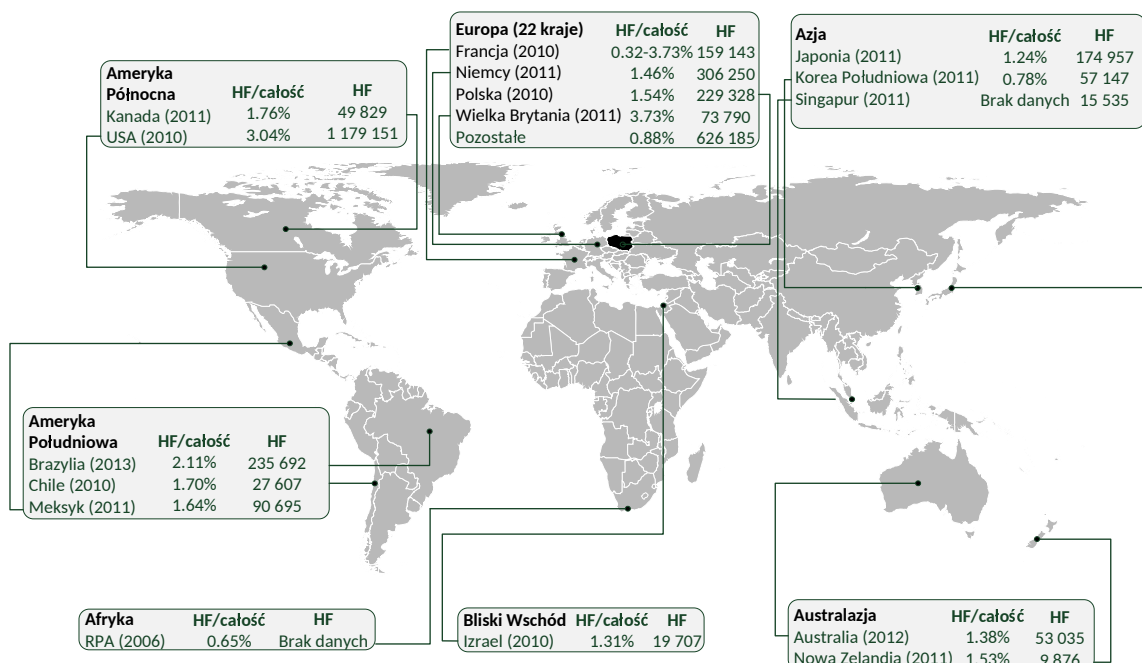 Europa (22 kraje) HF/całość HF
Francja (2010) 0.32-3.73% 159 143
Niemcy (2011) 1.46% 306 250
Polska (2010) 1.54% 229 328
Wielka Brytania (2011) 3.73% 73 790
Pozostałe 0.88% 626 185
Azja HF/całość HF
Japonia (2011) 1.24% 174 957
Korea Południowa (2011) 0.78% 57 147
Singapur (2011) Brak danych 15 535
Ameryka
Północna HF/całość HF
Kanada (2011) 1.76% 49 829
USA (2010) 3.04% 1 179 151
Ameryka
Południowa HF/całość HF
Brazylia (2013) 2.11% 235 692
Chile (2010) 1.70% 27 607
Meksyk (2011) 1.64% 90 695
Afryka HF/całość HF
RPA (2006) 0.65% Brak danych
Bliski Wschód HF/całość HF
Izrael (2010) 1.31% 19 707
Australazja HF/całość HF
Australia (2012) 1.38% 53 035
Nowa Zelandia (2011) 1.53% 9 876